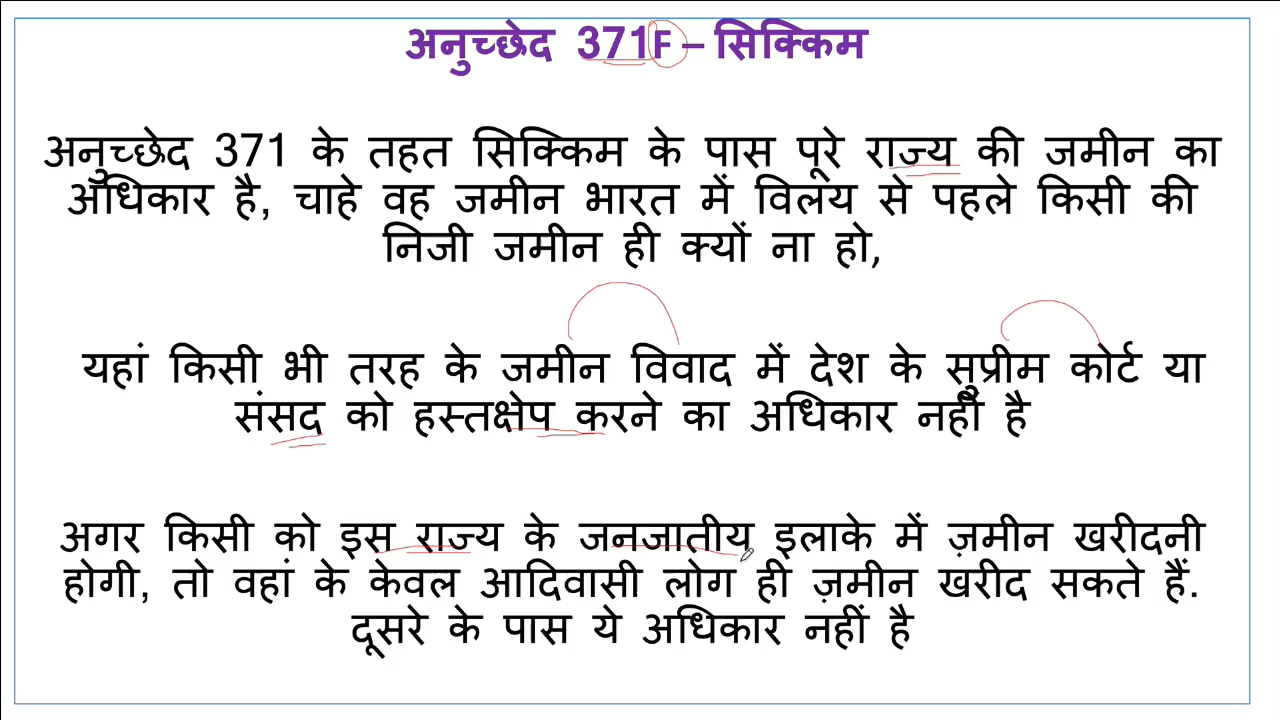 अनुच्छेद 371F – सिक्किम
अनुच्छेद 371 के तहत सिक्किम के पास पूरे राज्य की जमीन का
अधिकार है, चाहे वह जमीन भारत में विलय से पहले किसी की
निजी जमीन ही क्यों ना हो,
यहां किसी भी तरह के जमीन विवाद में देश के सुप्रीम कोर्ट या
संसद को हस्तक्षेप करने का अधिकार नहीं है
अगर किसी को इस राज्य के जनजातीय इलाके में ज़मीन खरीदनी
होगी, तो वहां के केवल आदिवासी लोग ही ज़मीन खरीद सकते हैं.
दूसरे के पास ये अधिकार नहीं है